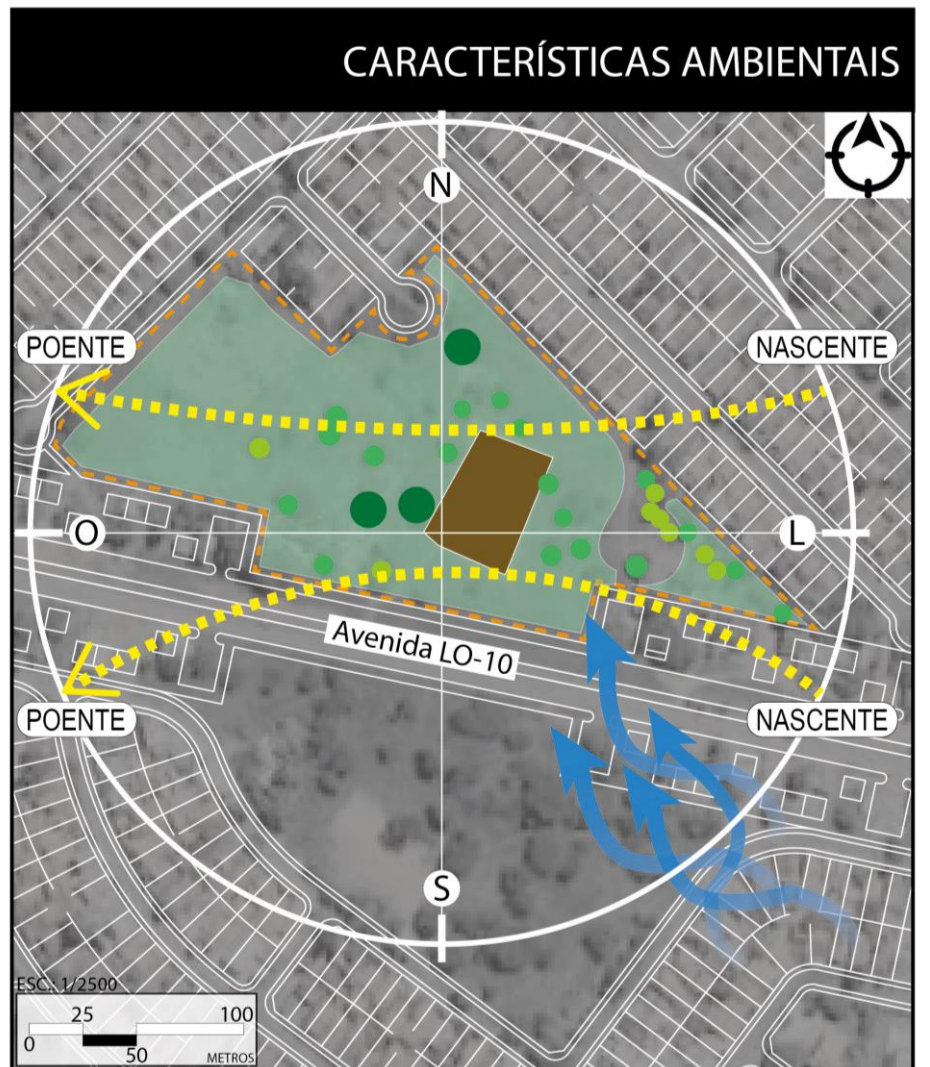 CARACTERÍSTICAS AMBIENTAIS
N
POENTE
NASCENTE
O
L
Avenida LO-10
POENTE
NASCENTE
S
ESC.: 1/2500
25
100
0
50
METROS